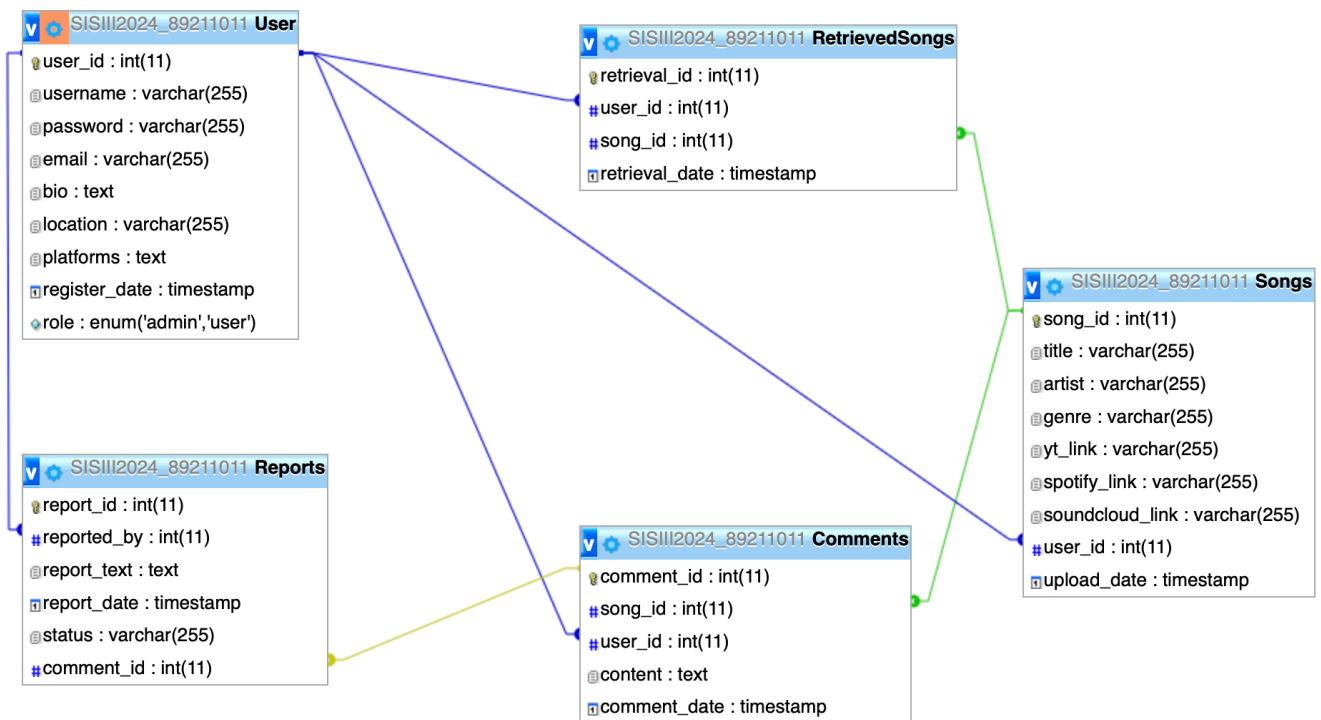 SISIII2024_89211011 User
user_id : int(11)
username : varchar(255)
password : varchar(255)
email : varchar(255)
bio : text
location : varchar(255)
platforms : text
register_date : timestamp
role : enum('admin','user')
SISIII2024_89211011 RetrievedSongs
retrieval_id : int(11)
user_id : int(11)
song_id : int(11)
retrieval_date : timestamp
SISIII2024_89211011 Songs
song_id : int(11)
title : varchar(255)
artist : varchar(255)
genre : varchar(255)
yt_link : varchar(255)
spotify_link : varchar(255)
soundcloud_link : varchar(255)
user_id : int(11)
upload_date : timestamp
SISIII2024_89211011 Reports
report_id : int(11)
reported_by : int(11)
report_text : text
report_date : timestamp
status : varchar(255)
comment_id : int(11)
SISIII2024_89211011 Comments
comment_id : int(11)
song_id : int(11)
user_id : int(11)
content : text
comment_date : timestamp